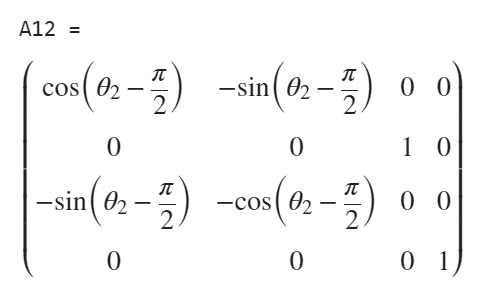 A12 =
cos(θ₂ − π/2) −sin(θ₂ − π/2) 0 0
0 0 1 0
−sin(θ₂ − π/2) −cos(θ₂ − π/2) 0 0
0 0 0 1